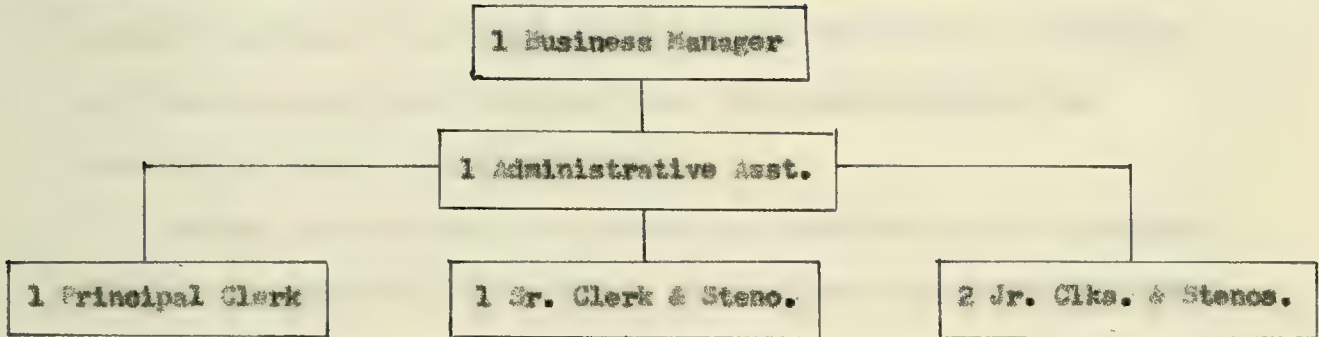 1 Business Manager
1 Administrative Asst.
1 Principal Clerk
1 Sr. Clerk & Steno.
2 Jr. Clks. & Stenos.